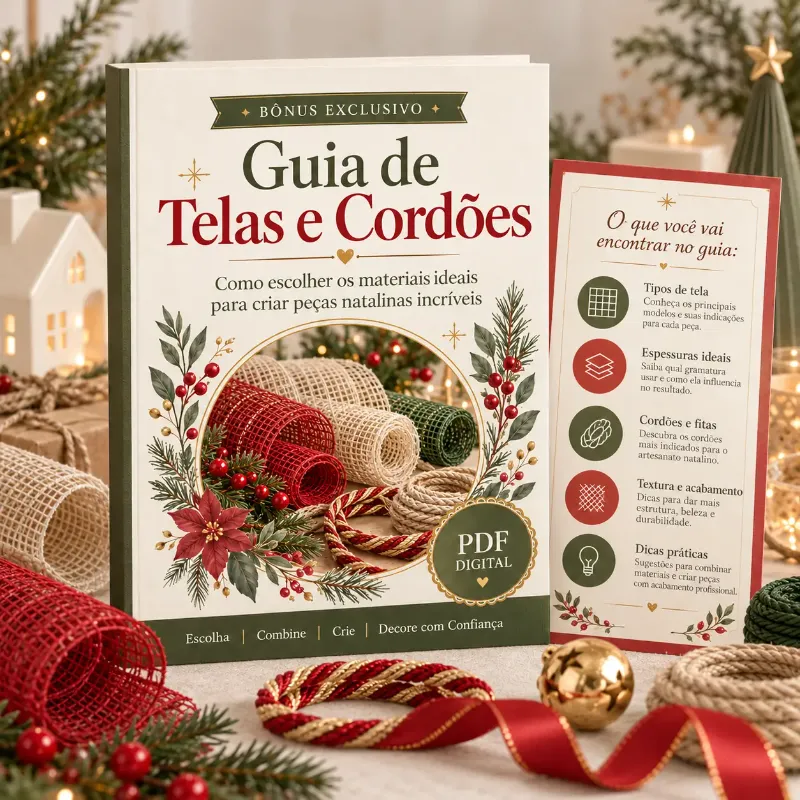 BÔNUS EXCLUSIVO
Guia de
Telas e Cordões
Como escolher os materiais ideais
para criar peças natalinas incríveis
PDF
DIGITAL
Escolha | Combine | Crie | Decore com Confiança
O que você vai
encontrar no guia:
Tipos de tela
Conheça os principais
modelos e suas indicações
para cada peça.
Espessuras ideais
Saiba qual gramatura
usar e como ela influencia
no resultado.
Cordões e fitas
Descubra os cordões
mais indicados para o
artesanato natalino.
Textura e acabamento
Dicas para dar mais
estrutura, beleza e
durabilidade.
Dicas práticas
Sugestões para combinar
materiais e criar peças
com acabamento profissional.